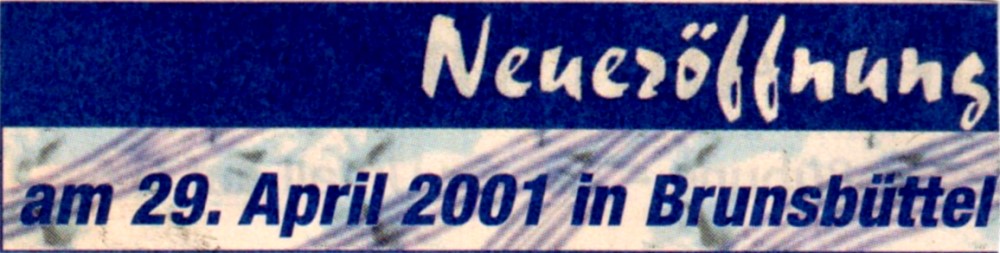 Neueröffnung
am 29. April 2001 in Brunsbüttel